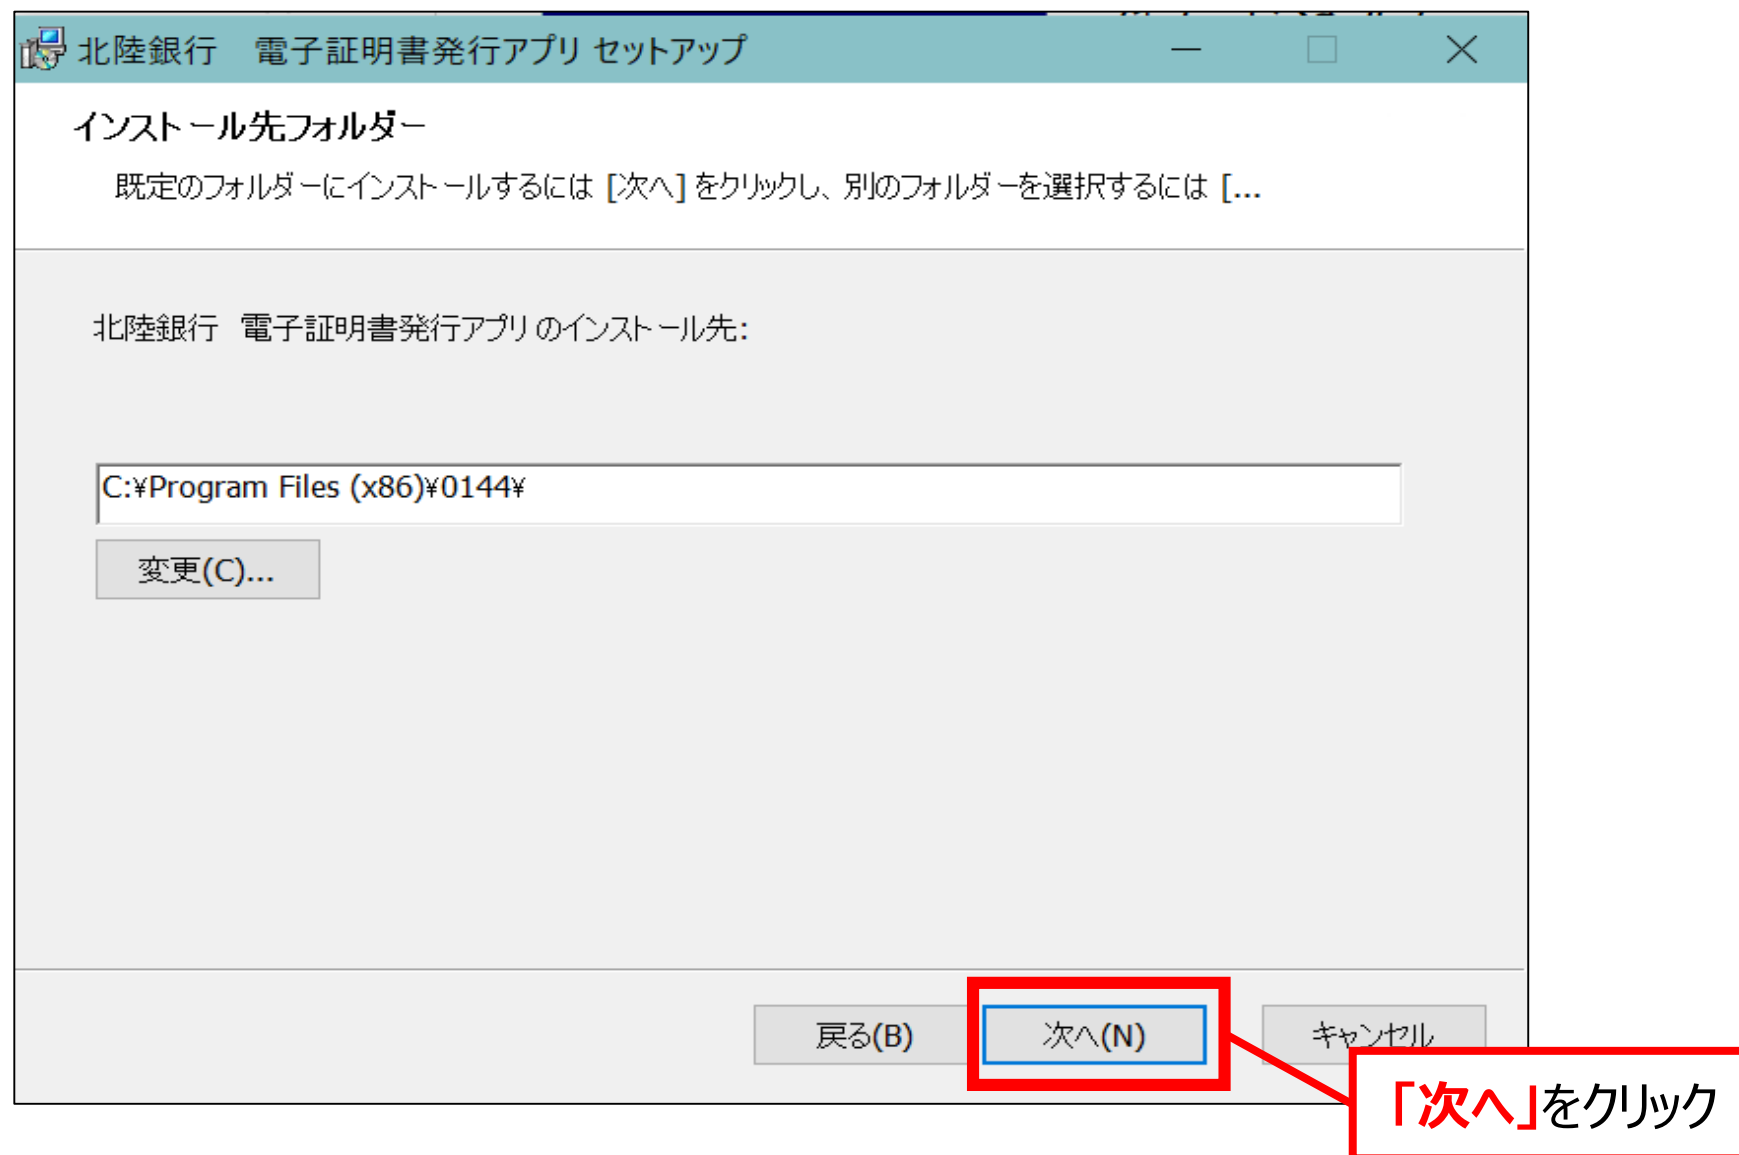 北陸銀行　電子証明書発行アプリ セットアップ
インストール先フォルダー
既定のフォルダーにインストールするには [次へ] をクリックし、別のフォルダーを選択するには [...
北陸銀行　電子証明書発行アプリ のインストール先:
C:¥Program Files (x86)¥0144¥
変更(C)...
戻る(B)
次へ(N)
キャンセル
「次へ」をクリック